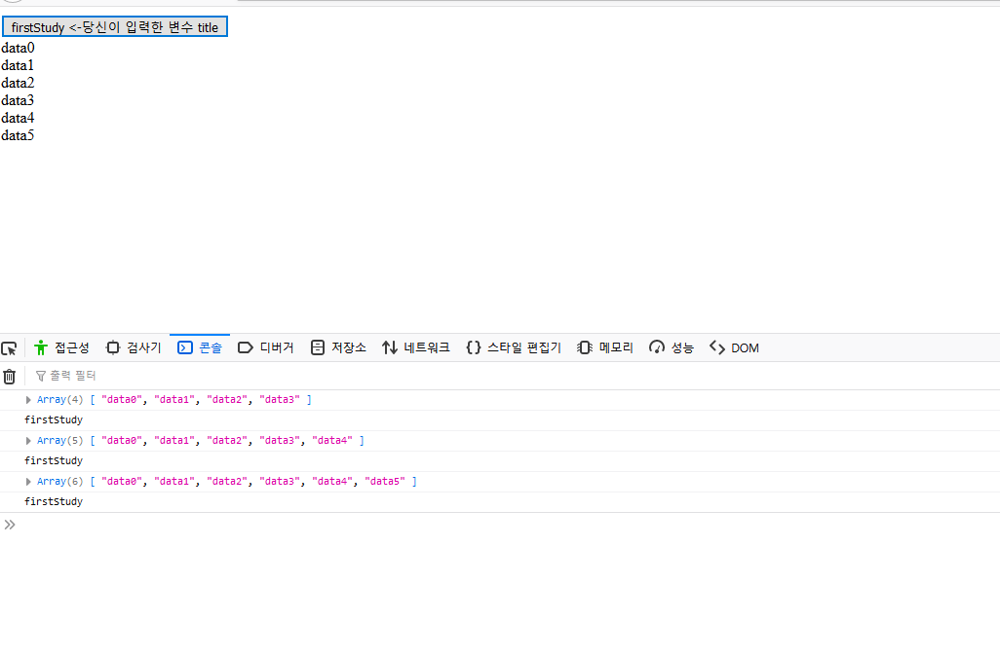 firstStudy <-당신이 입력한 변수 title
data0
data1
data2
data3
data4
data5
접근성 검사기 콘솔 디버거 저장소 네트워크 {} 스타일 편집기 메모리 성능 DOM
출력 필터
Array(4) [ "data0", "data1", "data2", "data3" ]
firstStudy
Array(5) [ "data0", "data1", "data2", "data3", "data4" ]
firstStudy
Array(6) [ "data0", "data1", "data2", "data3", "data4", "data5" ]
firstStudy